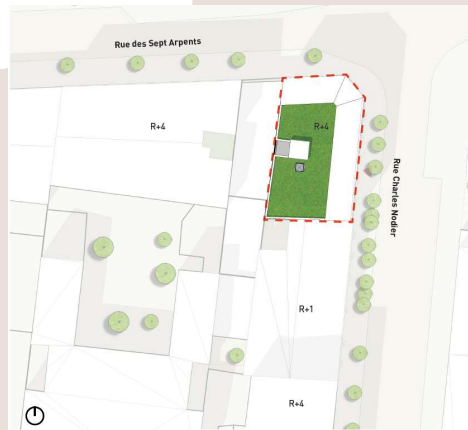 Rue des Sept Arpents
R+4
R+4
Rue Charles Nodier
R+1
R+4